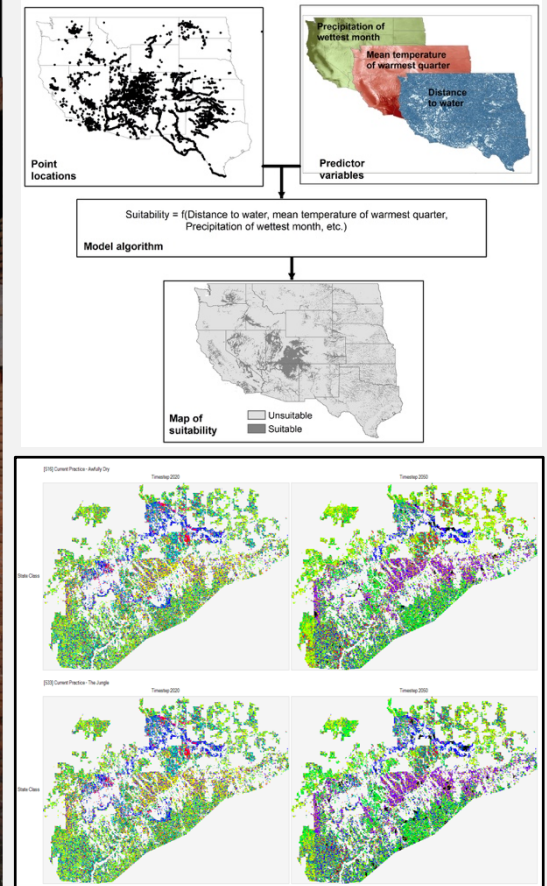 Precipitation of
wettest month
Mean temperature
of warmest quarter
Distance
to water
Point
locations
Predictor
variables
Suitability = f(Distance to water, mean temperature of warmest quarter,
Precipitation of wettest month, etc.)
Model algorithm
Map of
suitability
Unsuitable
Suitable
[S16] Current Practice - Awfully Dry
Timestep 2020
Timestep 2050
State Class
[S33] Current Practice - The Jungle
Timestep 2020
Timestep 2050
State Class